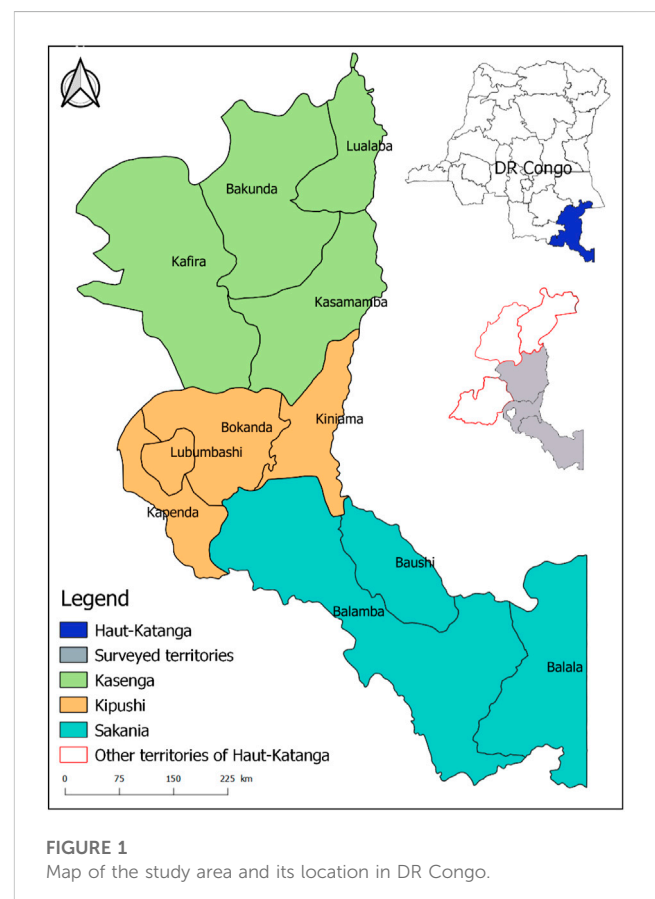 Lualaba
Bakunda
DR Congo
Kafira
Kasamamba
Kinjama
Bokanda
Lubumbashi
Kapenda
Baushi
Balamba
Balala
Legend
Haut-Katanga
Surveyed territories
Kasenga
Kipushi
Sakania
Other territories of Haut-Katanga
0 75 150 225 km
FIGURE 1
Map of the study area and its location in DR Congo.